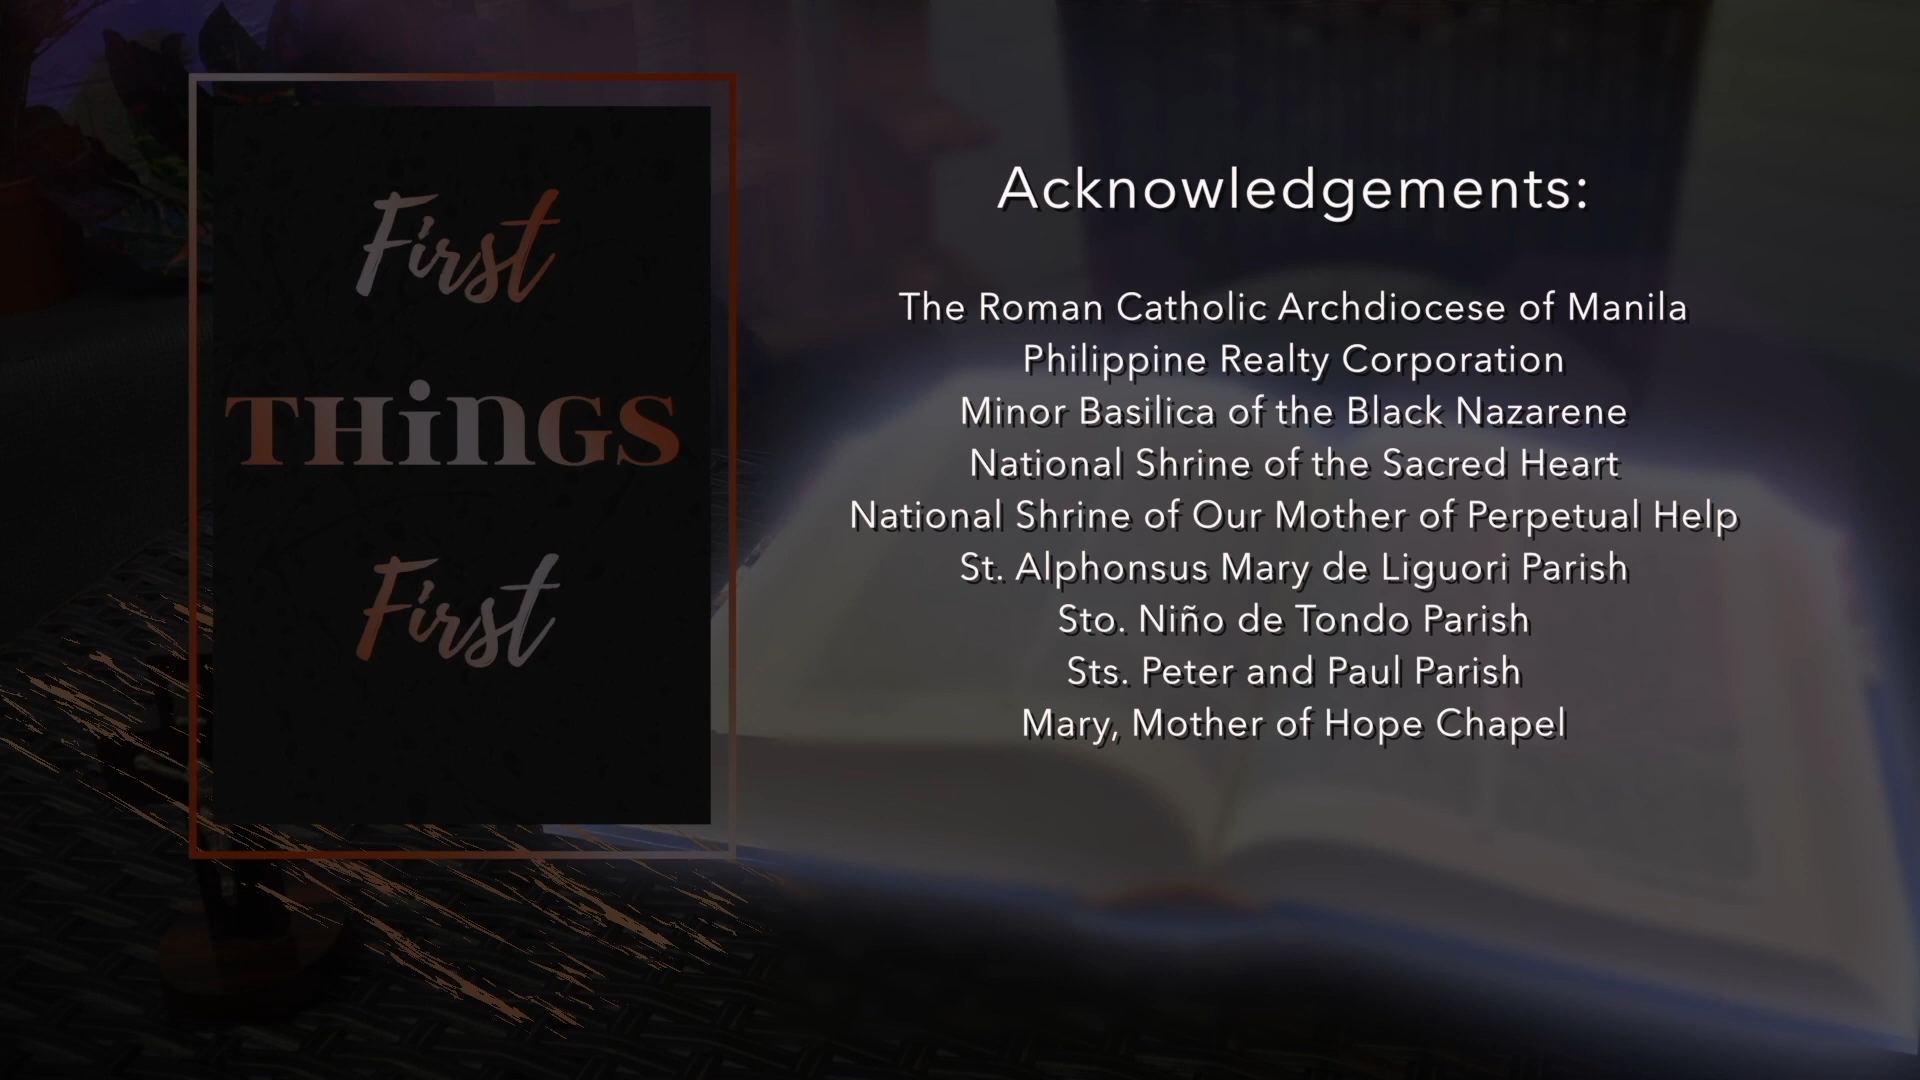 First
THiNGS
First
Acknowledgements:
The Roman Catholic Archdiocese of Manila
Philippine Realty Corporation
Minor Basilica of the Black Nazarene
National Shrine of the Sacred Heart
National Shrine of Our Mother of Perpetual Help
St. Alphonsus Mary de Liguori Parish
Sto. Niño de Tondo Parish
Sts. Peter and Paul Parish
Mary, Mother of Hope Chapel